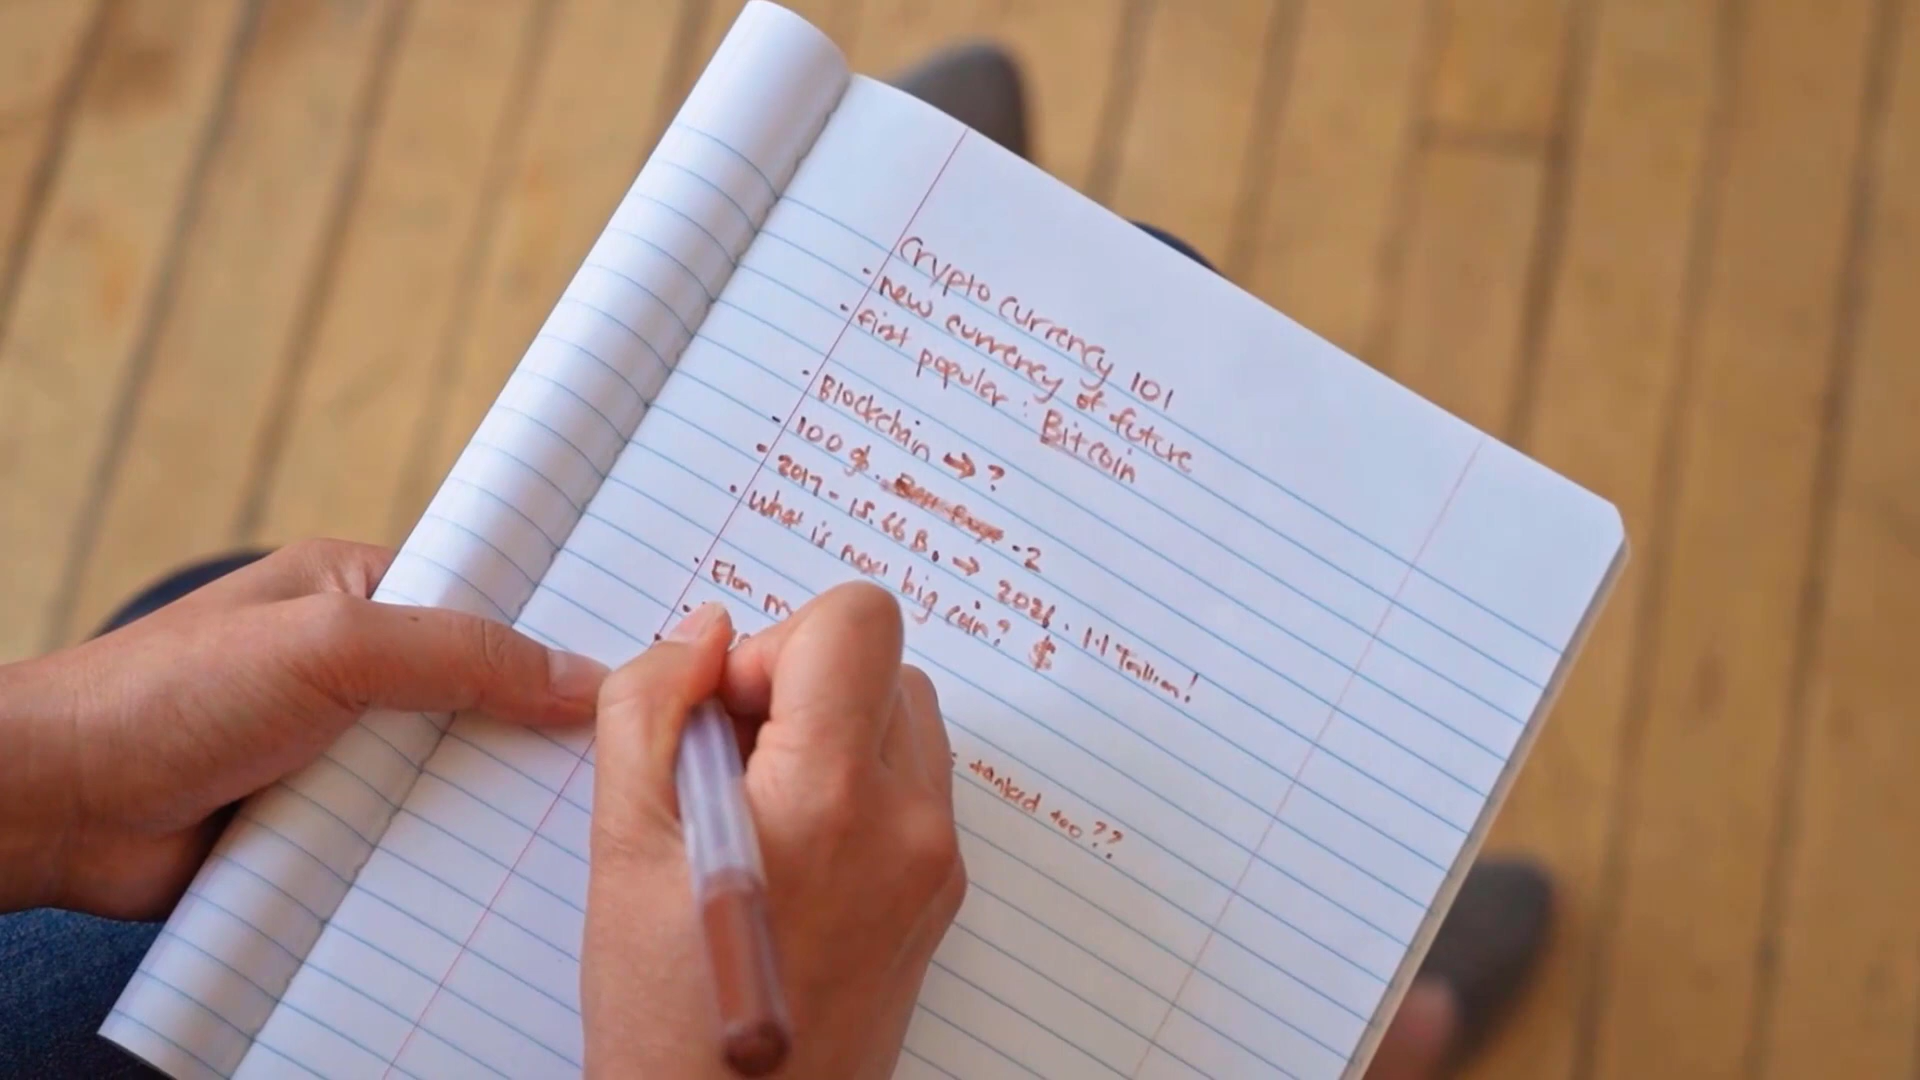 Crypto currency 101
· new currency of future
· first popular : Bitcoin
· Blockchain → ?
· 100 $. · 2
· 2017 - 15.66 B. → 2021. 1.1 Trillion!
· What is next big coin? $
· Elon m
tanked too ??